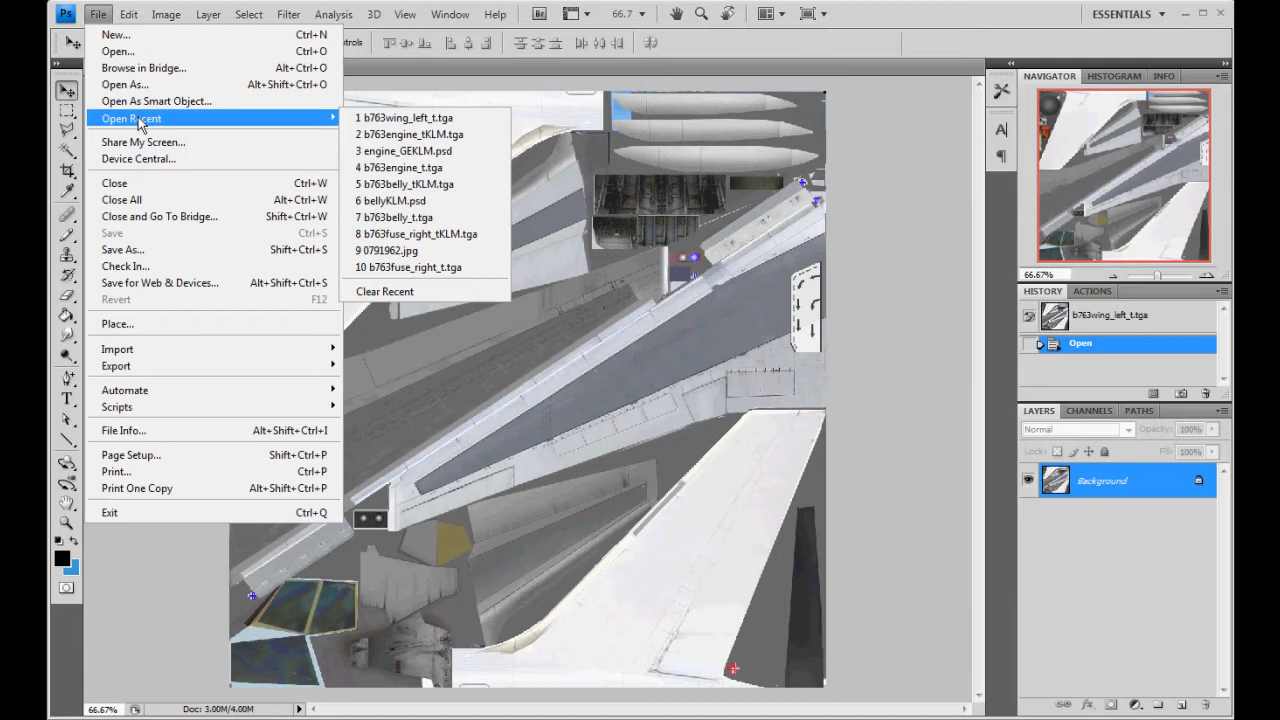 Ps File Edit Image Layer Select Filter Analysis 3D View Window Help Br 66.7 ESSENTIALS
New... Ctrl+N
Open... Ctrl+O
Browse in Bridge... Alt+Ctrl+O
Open As... Alt+Shift+Ctrl+O
Open As Smart Object...
Open Recent
Share My Screen...
Device Central...
Close Ctrl+W
Close All Alt+Ctrl+W
Close and Go To Bridge... Shift+Ctrl+W
Save Ctrl+S
Save As... Shift+Ctrl+S
Check In...
Save for Web & Devices... Alt+Shift+Ctrl+S
Revert F12
Place...
Import
Export
Automate
Scripts
File Info... Alt+Shift+Ctrl+I
Page Setup... Shift+Ctrl+P
Print... Ctrl+P
Print One Copy Alt+Shift+Ctrl+P
Exit Ctrl+Q
1 b763wing_left_t.tga
2 b763engine_tKLM.tga
3 engine_GEKLM.psd
4 b763engine_t.tga
5 b763belly_tKLM.tga
6 bellyKLM.psd
7 b763belly_t.tga
8 b763fuse_right_tKLM.tga
9 0791962.jpg
10 b763fuse_right_t.tga
Clear Recent
NAVIGATOR HISTOGRAM INFO
66.67%
HISTORY ACTIONS
b763wing_left_t.tga
Open
LAYERS CHANNELS PATHS
Normal Opacity: 100%
Lock: Fill: 100%
Background
66.67% Doc: 3.00M/4.00M